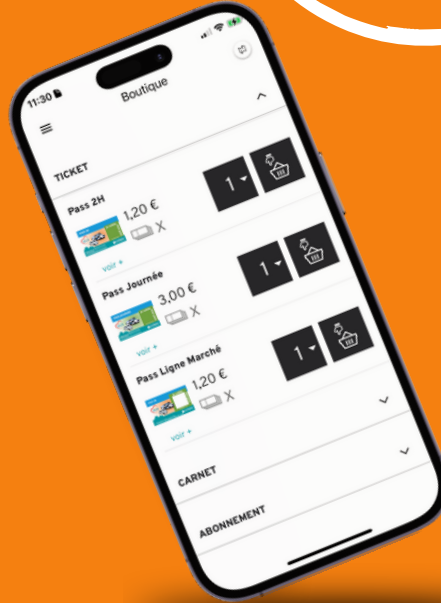 11:30
Boutique
TICKET
Pass 2H
1,20 €
X
1
voir +
Pass Journée
3,00 €
X
1
voir +
Pass Ligne Marché
1,20 €
X
1
voir +
CARNET
ABONNEMENT